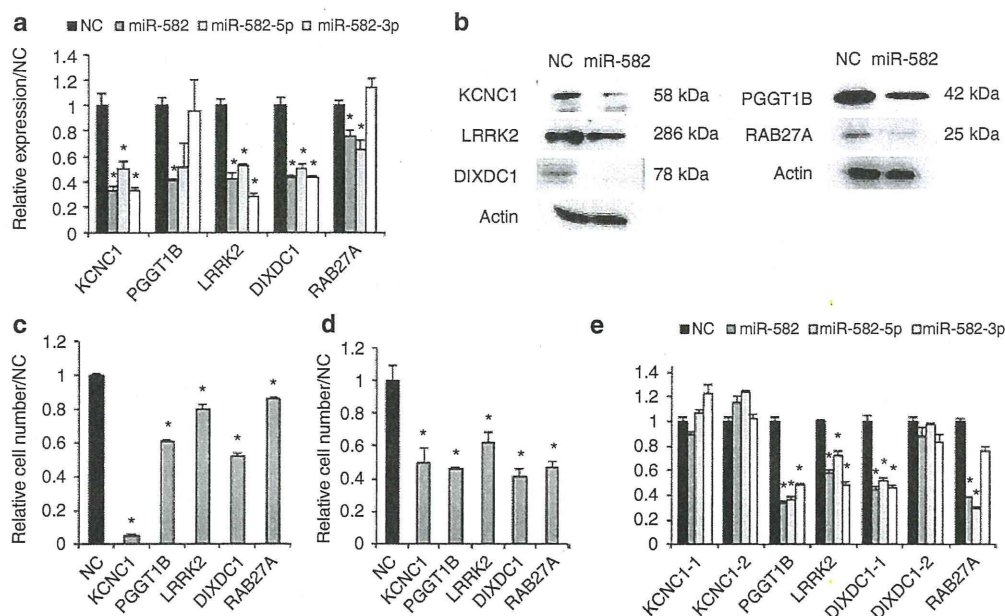 a
NC miR-582 miR-582-5p miR-582-3p
Relative expression/NC
1.4
1.2
1
0.8
0.6
0.4
0.2
0
* * * * * * * * * * * *
KCNC1
PGGT1B
LRRK2
DIXDC1
RAB27A
b
NC miR-582
KCNC1 58 kDa
LRRK2 286 kDa
DIXDC1 78 kDa
Actin
NC miR-582
PGGT1B 42 kDa
RAB27A 25 kDa
Actin
c
Relative cell number/NC
1.2
1
0.8
0.6
0.4
0.2
0
* * * * *
NC
KCNC1
PGGT1B
LRRK2
DIXDC1
RAB27A
d
Relative cell number/NC
1.2
1
0.8
0.6
0.4
0.2
0
* * * * *
NC
KCNC1
PGGT1B
LRRK2
DIXDC1
RAB27A
e
NC miR-582 miR-582-5p miR-582-3p
1.4
1.2
1
0.8
0.6
0.4
0.2
0
* * * * * * * * * * *
KCNC1-1
KCNC1-2
PGGT1B
LRRK2
DIXDC1-1
DIXDC1-2
RAB27A